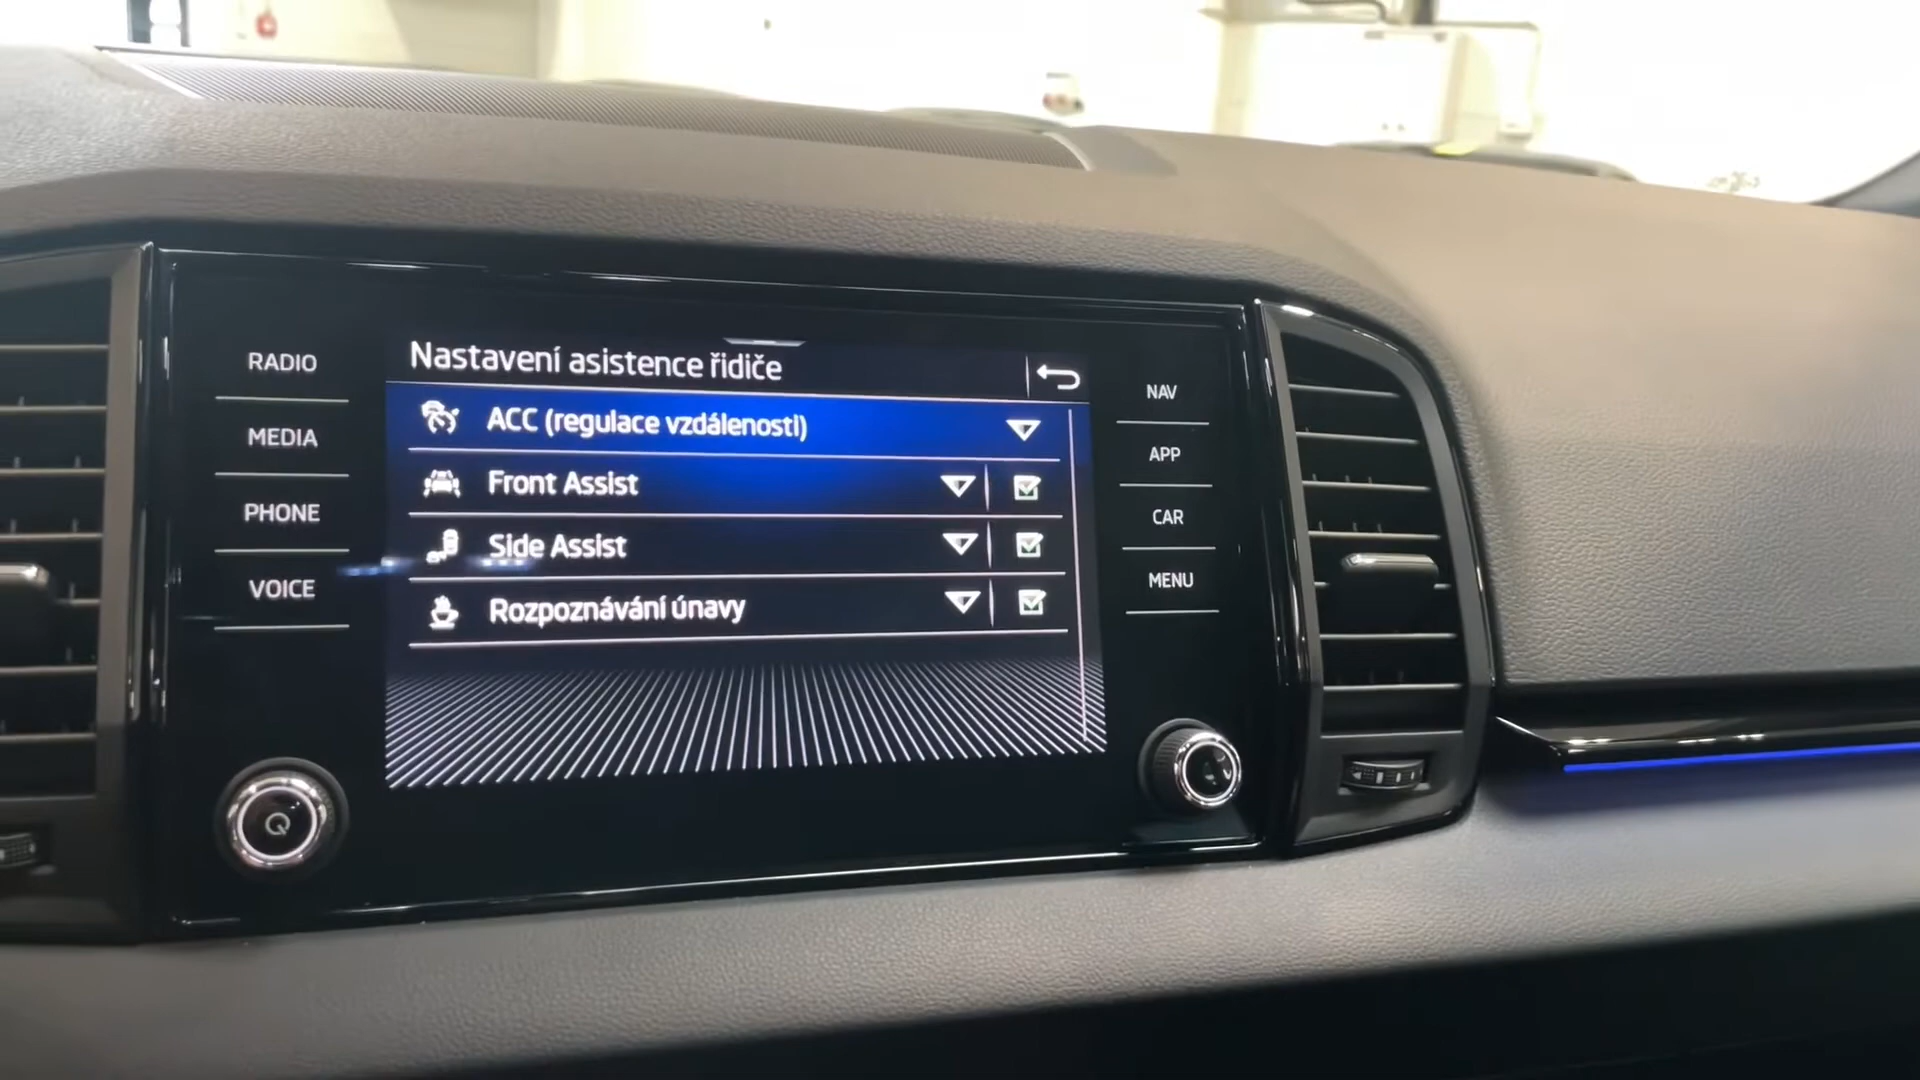 RADIO
MEDIA
PHONE
VOICE
Nastavení asistence řidiče
ACC (regulace vzdálenosti)
Front Assist
Side Assist
Rozpoznávání únavy
NAV
APP
CAR
MENU